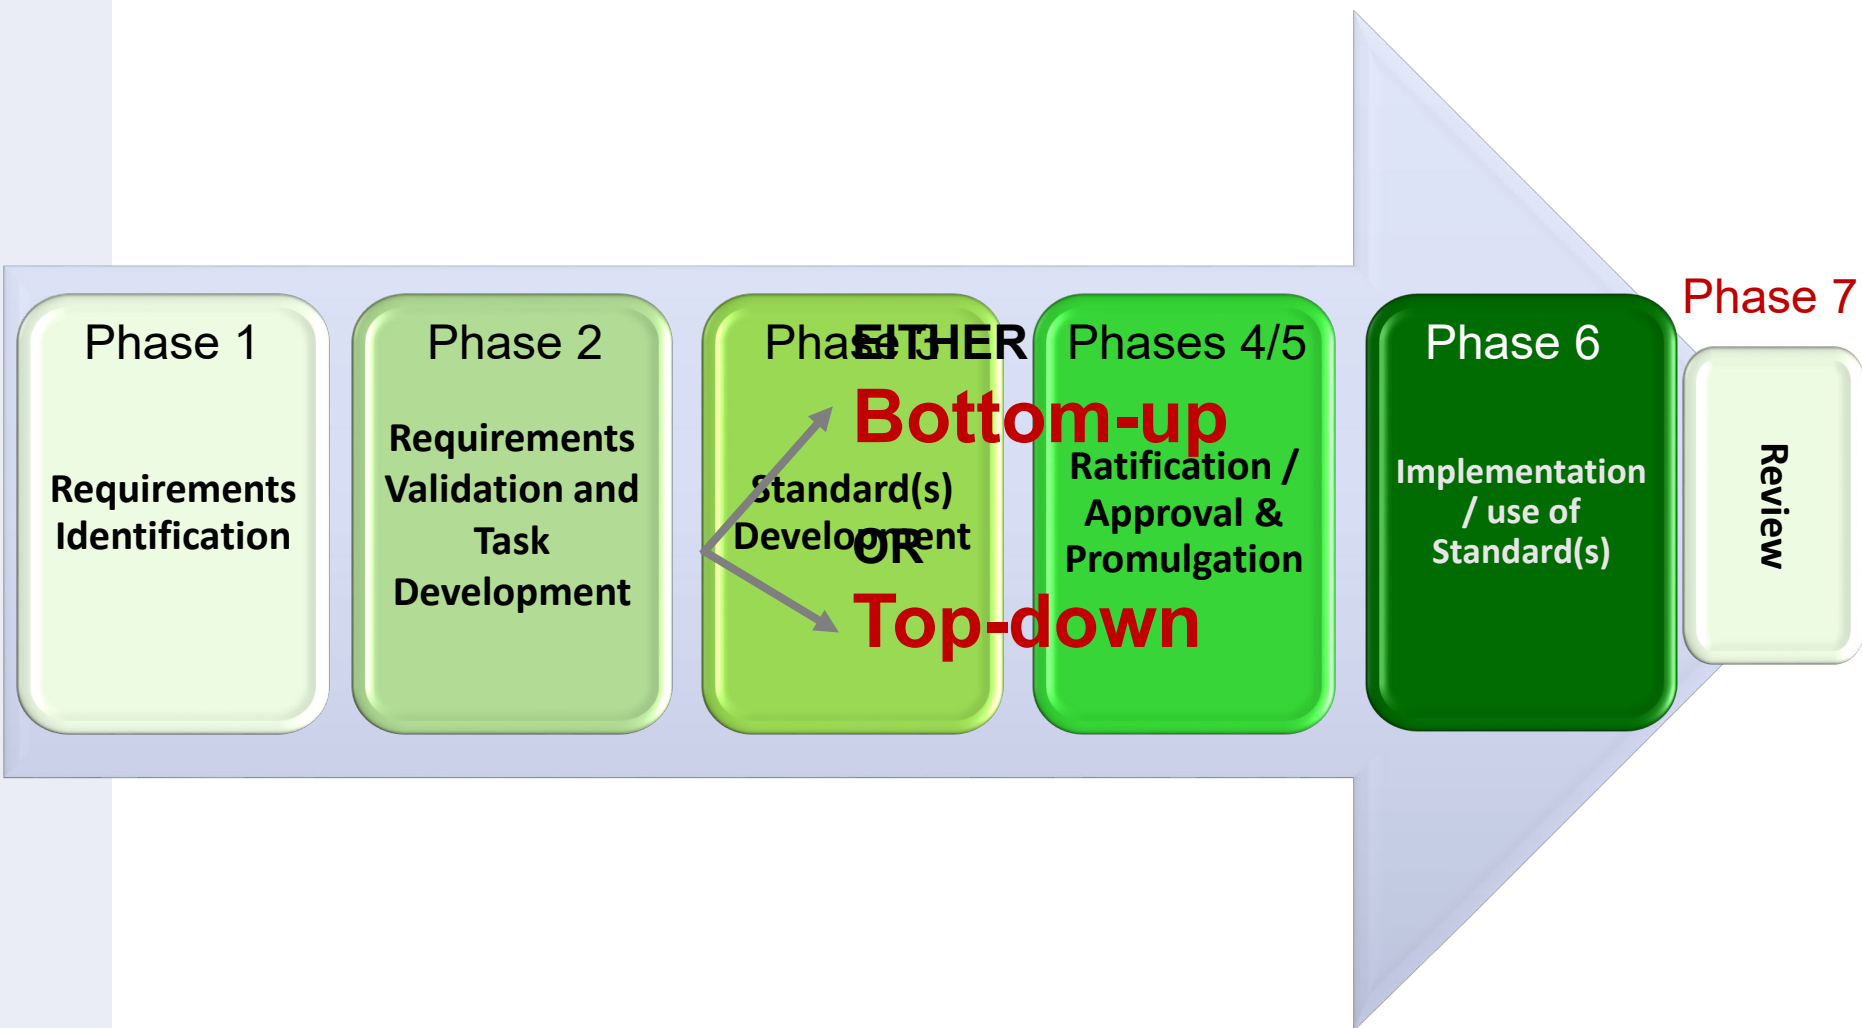 Phase 1
Requirements
Identification
Phase 2
Requirements
Validation and
Task
Development
Phase 3
Standard(s)
Development
EITHER
Bottom-up
OR
Top-down
Phases 4/5
Ratification /
Approval &
Promulgation
Phase 6
Implementation
/ use of
Standard(s)
Phase 7
Review